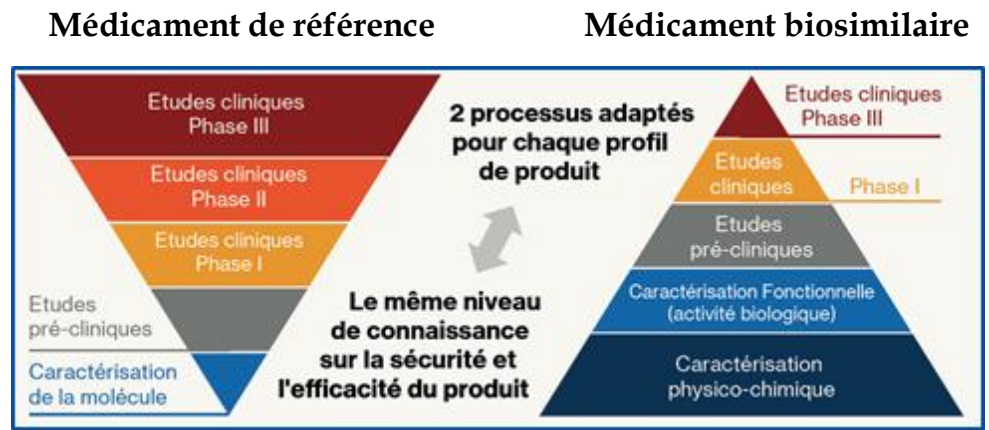 Médicament de référence
Médicament biosimilaire
Etudes cliniques
Phase III
Etudes cliniques
Phase II
Etudes cliniques
Phase I
Etudes
pré-cliniques
Caractérisation
de la molécule
2 processus adaptés
pour chaque profil
de produit
Le même niveau
de connaissance
sur la sécurité et
l'efficacité du produit
Etudes cliniques
Phase III
Etudes
cliniques
Phase I
Etudes
pré-cliniques
Caractérisation Fonctionnelle
(activité biologique)
Caractérisation
physico-chimique